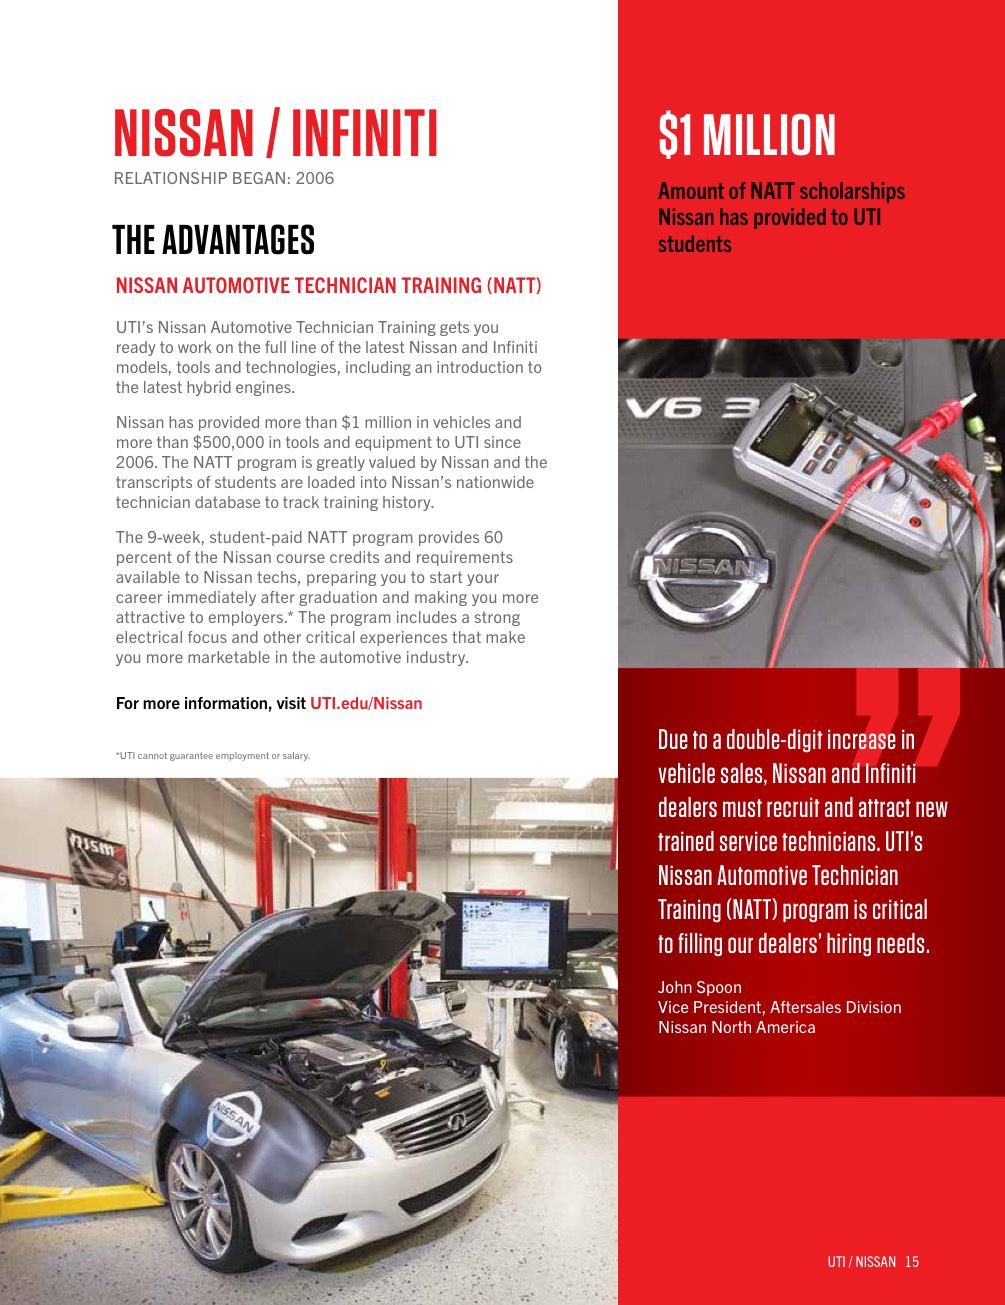 NISSAN / INFINITI
RELATIONSHIP BEGAN: 2006
THE ADVANTAGES
NISSAN AUTOMOTIVE TECHNICIAN TRAINING (NATT)
UTI’s Nissan Automotive Technician Training gets you
ready to work on the full line of the latest Nissan and Infiniti
models, tools and technologies, including an introduction to
the latest hybrid engines.
Nissan has provided more than $1 million in vehicles and
more than $500,000 in tools and equipment to UTI since
2006. The NATT program is greatly valued by Nissan and the
transcripts of students are loaded into Nissan’s nationwide
technician database to track training history.
The 9-week, student-paid NATT program provides 60
percent of the Nissan course credits and requirements
available to Nissan techs, preparing you to start your
career immediately after graduation and making you more
attractive to employers.* The program includes a strong
electrical focus and other critical experiences that make
you more marketable in the automotive industry.
For more information, visit UTI.edu/Nissan
*UTI cannot guarantee employment or salary.
nismo
NISSAN
$1 MILLION
Amount of NATT scholarships
Nissan has provided to UTI
students
V6 3
NISSAN
”
Due to a double-digit increase in
vehicle sales, Nissan and Infiniti
dealers must recruit and attract new
trained service technicians. UTI’s
Nissan Automotive Technician
Training (NATT) program is critical
to filling our dealers’ hiring needs.
John Spoon
Vice President, Aftersales Division
Nissan North America
UTI / NISSAN 15